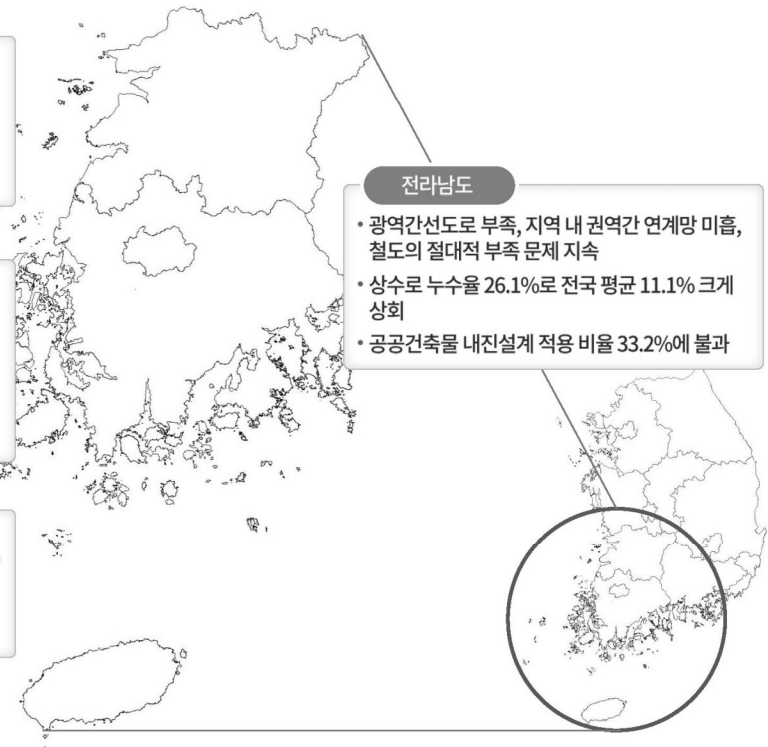 전라남도
• 광역간선도로 부족, 지역 내 권역간 연계망 미흡,
철도의 절대적 부족 문제 지속
• 상수로 누수율 26.1%로 전국 평균 11.1% 크게
상회
• 공공건축물 내진설계 적용 비율 33.2%에 불과